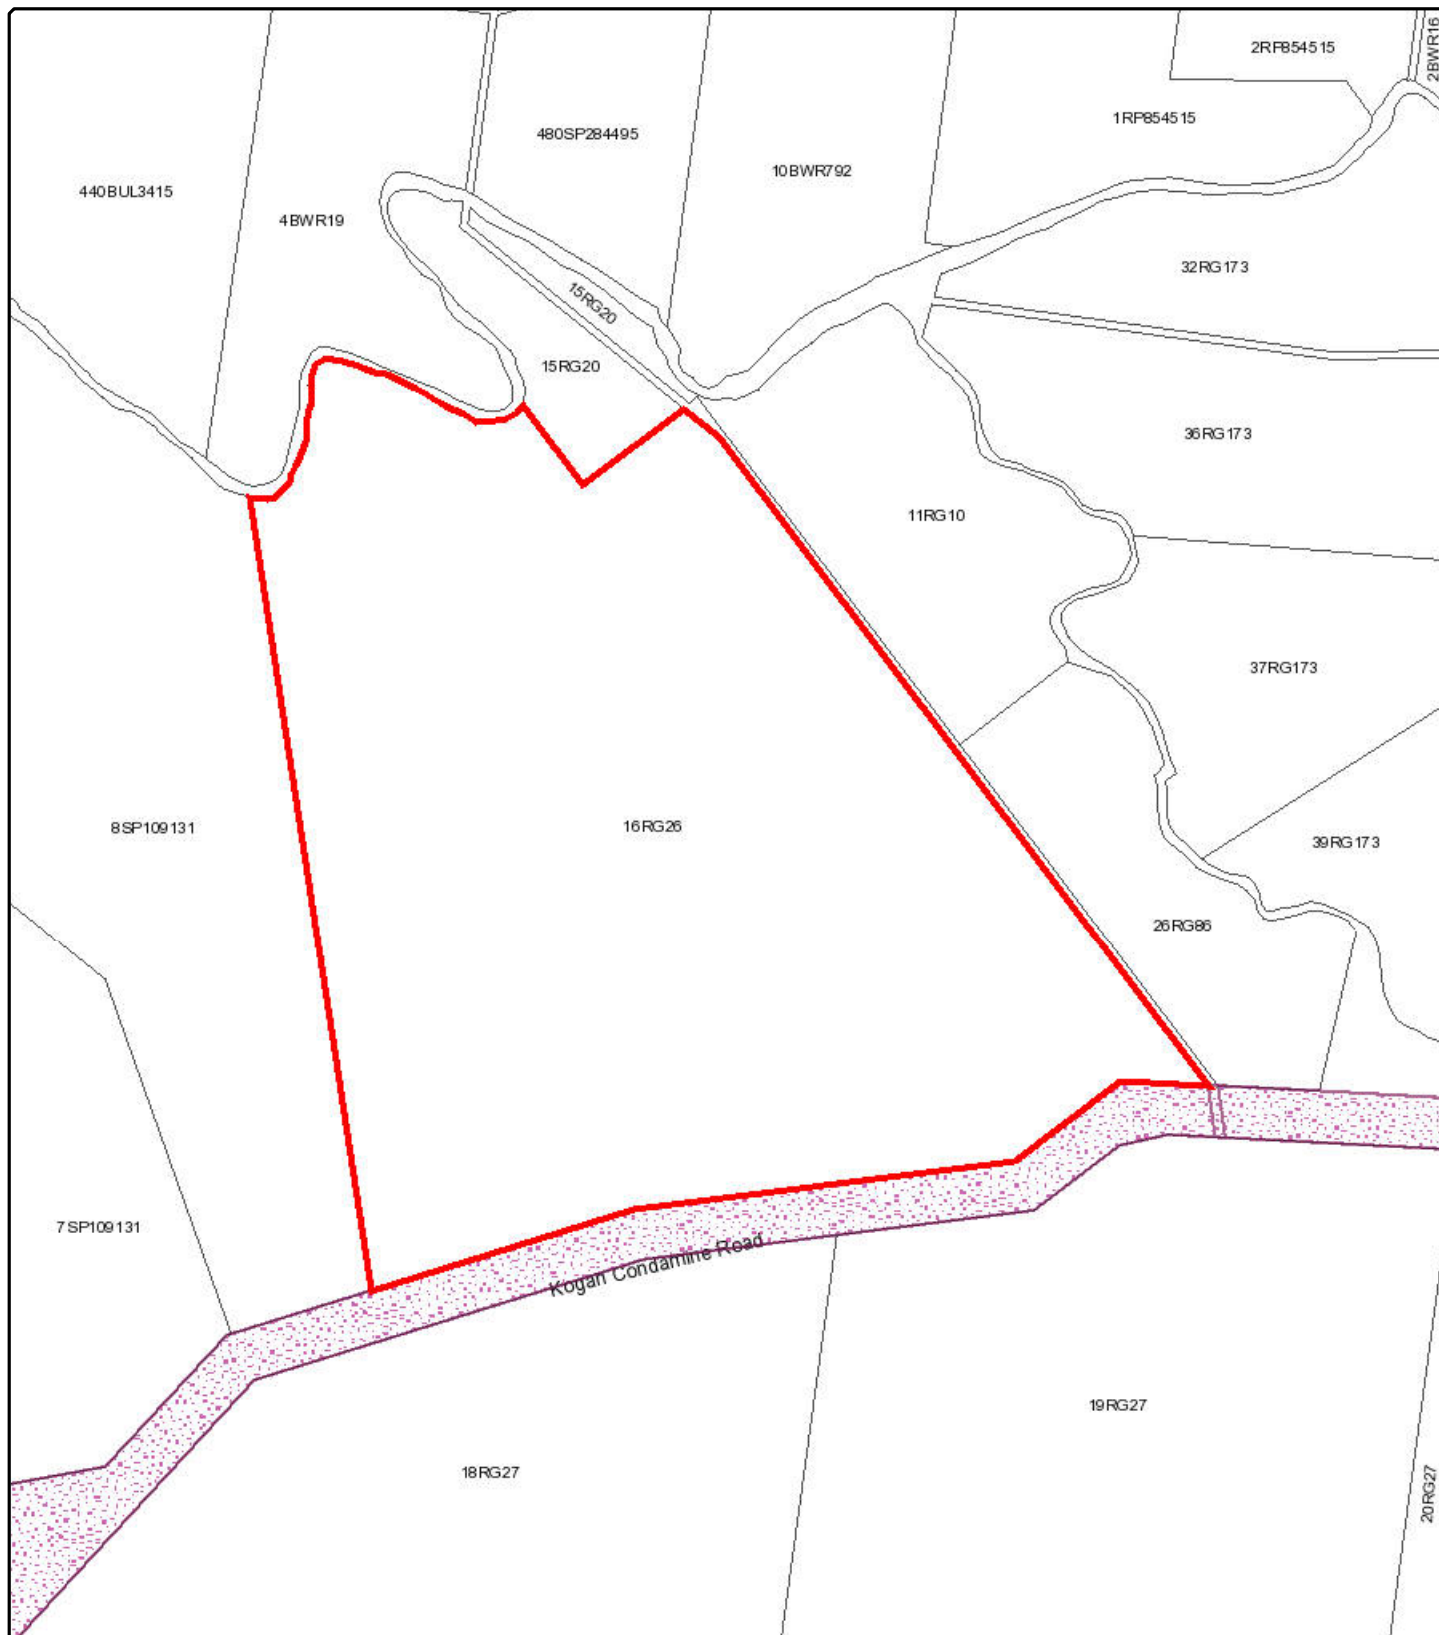 2RP854515
2BWR16
1RP854515
480SP284495
10BWR792
440BUL3415
4BWR19
32RG173
15RG20
15RG20
36RG173
11RG10
37RG173
8SP109131
16RG26
39RG173
26RG86
7SP109131
Kogan Condamine Road
19RG27
18RG27
20RG27